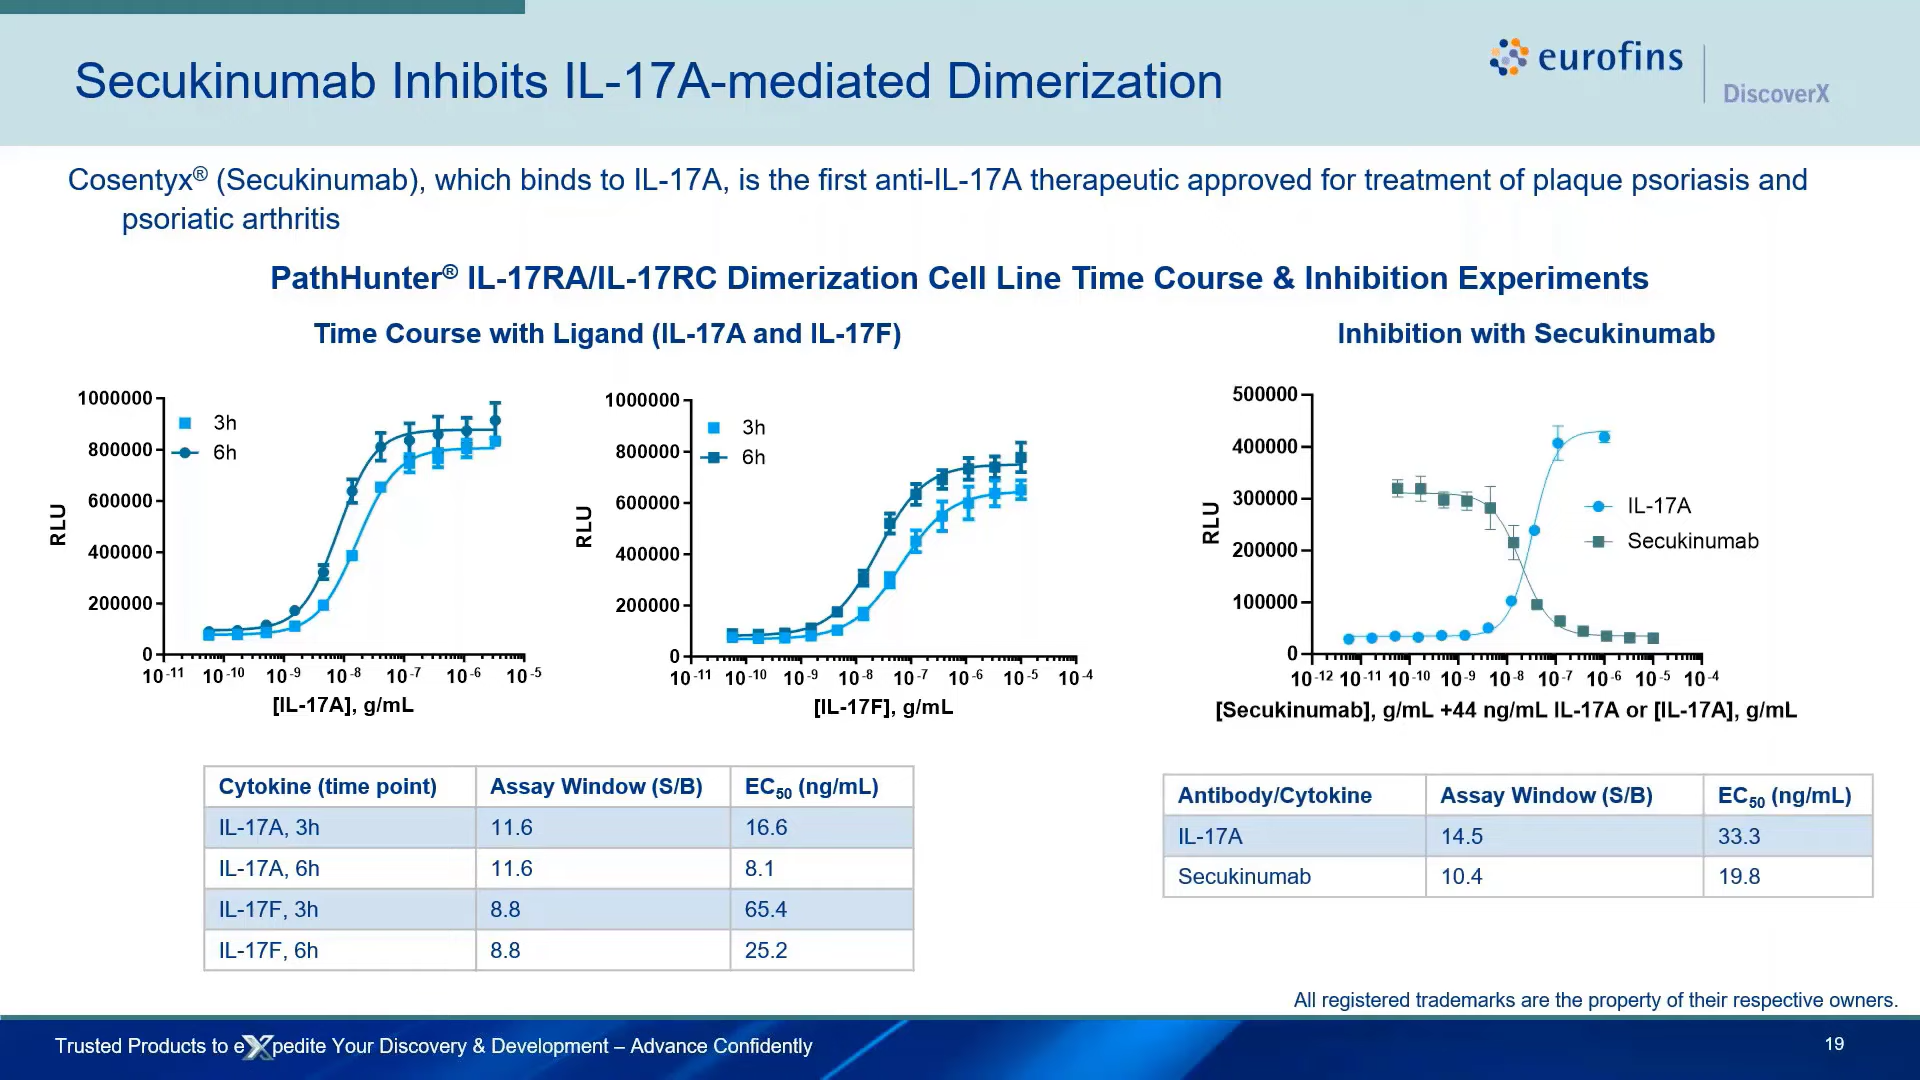 Secukinumab Inhibits IL-17A-mediated Dimerization
eurofins
DiscoverX
Cosentyx® (Secukinumab), which binds to IL-17A, is the first anti-IL-17A therapeutic approved for treatment of plaque psoriasis and
psoriatic arthritis
PathHunter® IL-17RA/IL-17RC Dimerization Cell Line Time Course & Inhibition Experiments
Time Course with Ligand (IL-17A and IL-17F)
1000000
800000
600000
400000
200000
0
RLU
3h
6h
10⁻¹¹ 10⁻¹⁰ 10⁻⁹ 10⁻⁸ 10⁻⁷ 10⁻⁶ 10⁻⁵
[IL-17A], g/mL
1000000
800000
600000
400000
200000
0
RLU
3h
6h
10⁻¹¹ 10⁻¹⁰ 10⁻⁹ 10⁻⁸ 10⁻⁷ 10⁻⁶ 10⁻⁵ 10⁻⁴
[IL-17F], g/mL
Inhibition with Secukinumab
500000
400000
300000
200000
100000
0
RLU
IL-17A
Secukinumab
10⁻¹² 10⁻¹¹ 10⁻¹⁰ 10⁻⁹ 10⁻⁸ 10⁻⁷ 10⁻⁶ 10⁻⁵ 10⁻⁴
[Secukinumab], g/mL +44 ng/mL IL-17A or [IL-17A], g/mL
Cytokine (time point) Assay Window (S/B) EC₅₀ (ng/mL)
IL-17A, 3h 11.6 16.6
IL-17A, 6h 11.6 8.1
IL-17F, 3h 8.8 65.4
IL-17F, 6h 8.8 25.2
Antibody/Cytokine Assay Window (S/B) EC₅₀ (ng/mL)
IL-17A 14.5 33.3
Secukinumab 10.4 19.8
All registered trademarks are the property of their respective owners.
Trusted Products to eXpedite Your Discovery & Development – Advance Confidently
19